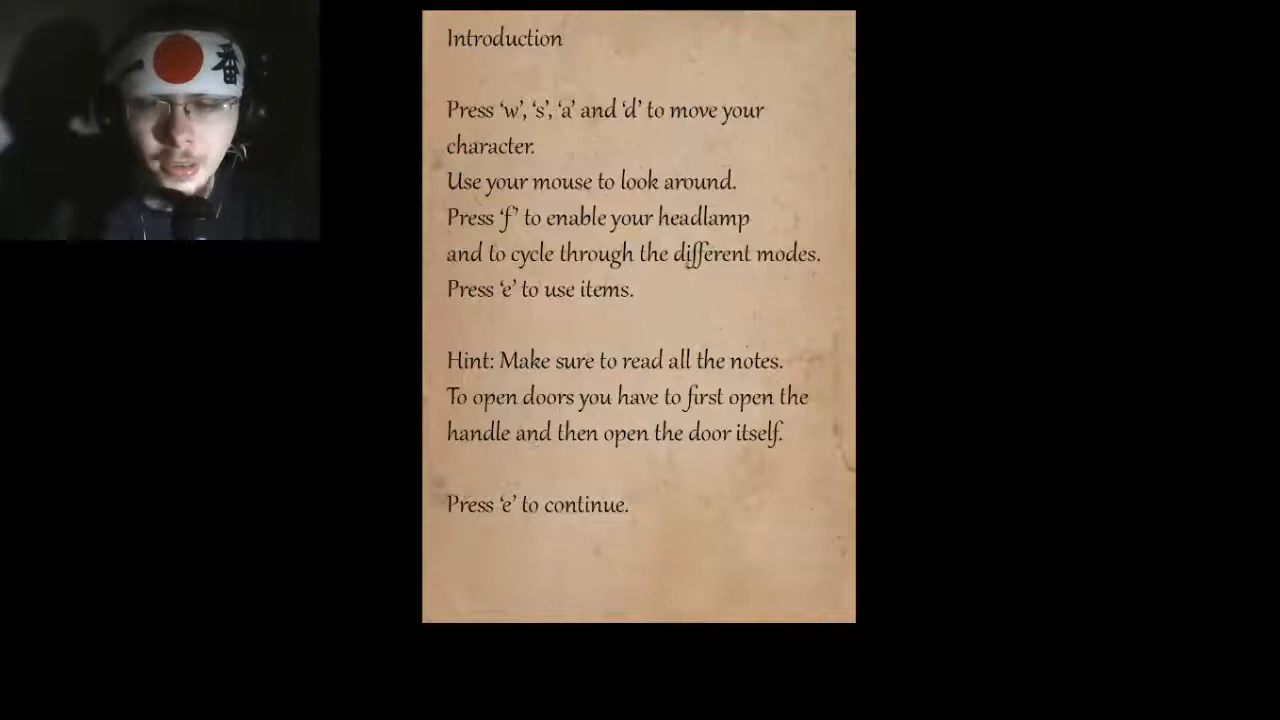 一番
Introduction
Press ‘w’, ‘s’, ‘a’ and ‘d’ to move your
character.
Use your mouse to look around.
Press ‘f’ to enable your headlamp
and to cycle through the different modes.
Press ‘e’ to use items.
Hint: Make sure to read all the notes.
To open doors you have to first open the
handle and then open the door itself.
Press ‘e’ to continue.